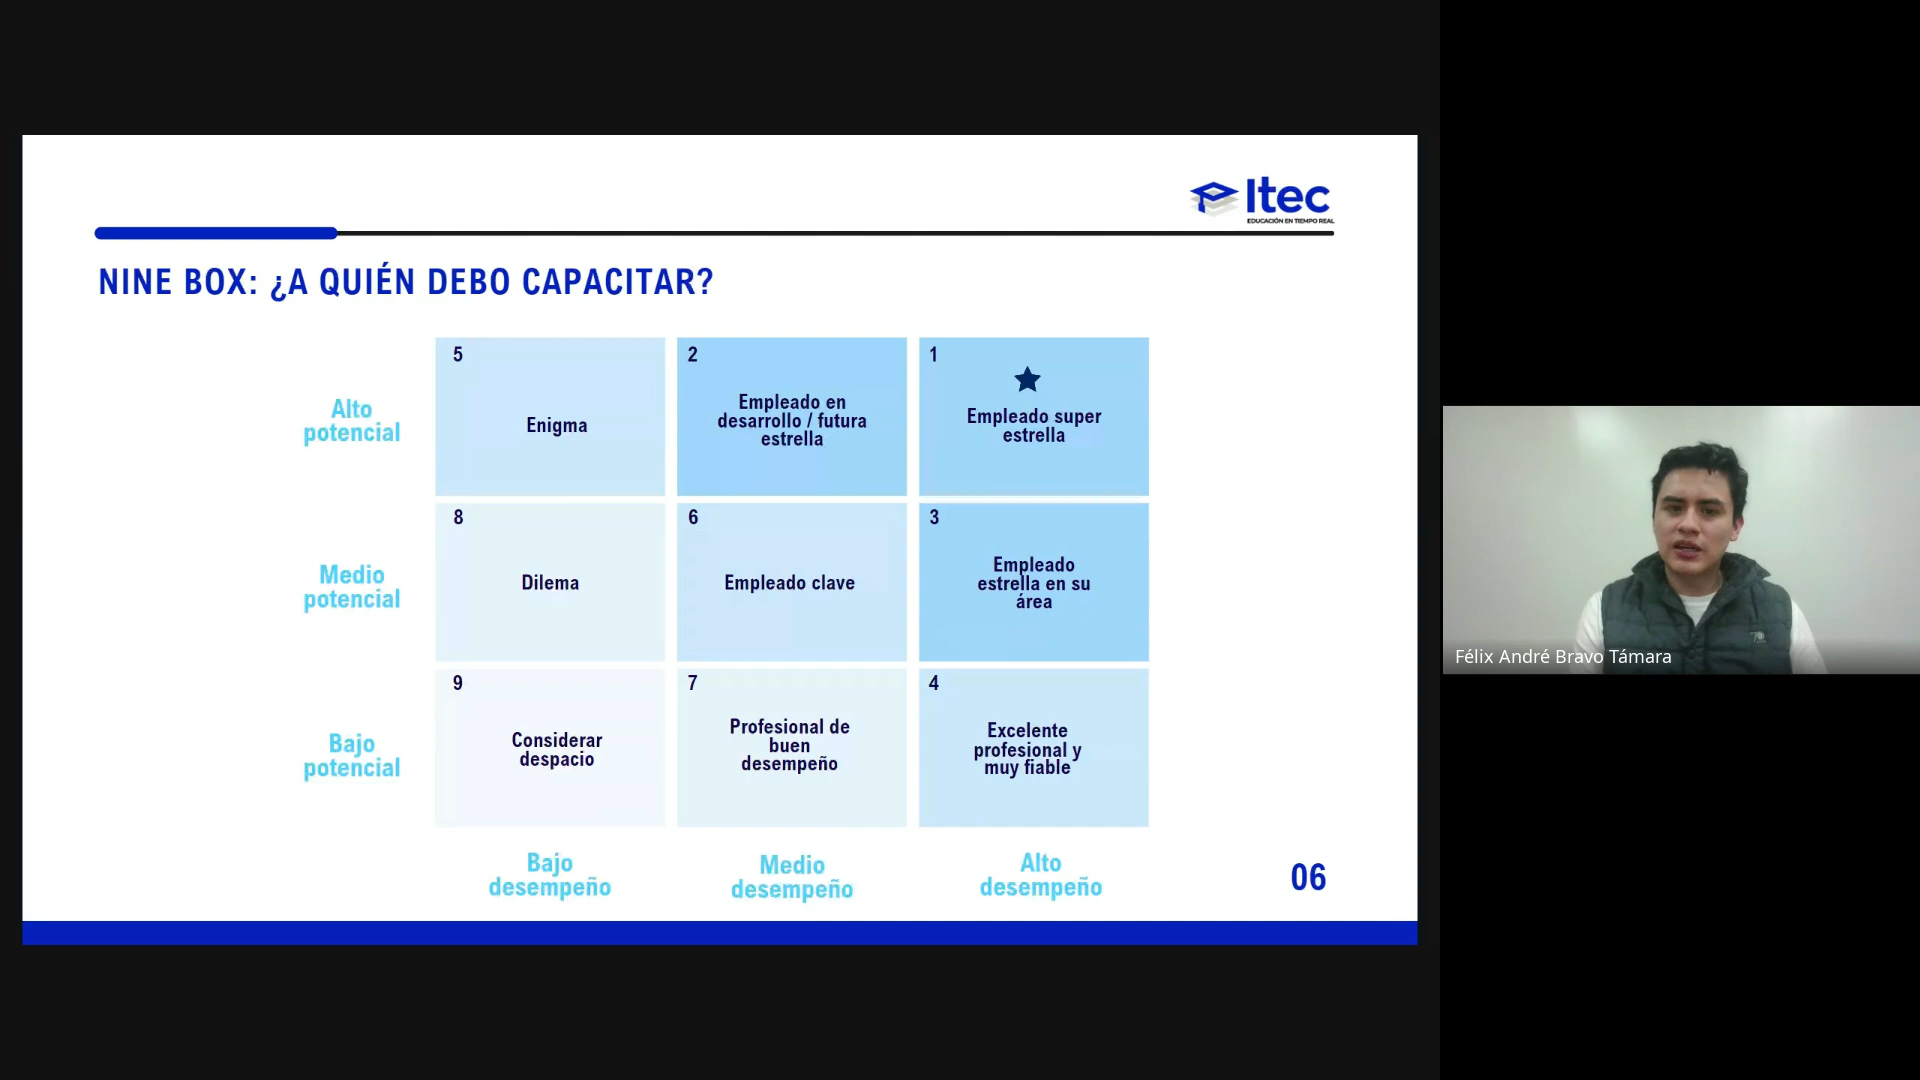 Itec
EDUCACIÓN EN TIEMPO REAL
NINE BOX: ¿A QUIÉN DEBO CAPACITAR?
Alto
potencial
5
Enigma
2
Empleado en
desarrollo / futura
estrella
1
Empleado super
estrella
Medio
potencial
8
Dilema
6
Empleado clave
3
Empleado
estrella en su
área
Bajo
potencial
9
Considerar
despacio
7
Profesional de
buen
desempeño
4
Excelente
profesional y
muy fiable
Bajo
desempeño
Medio
desempeño
Alto
desempeño
06
Félix André Bravo Támara